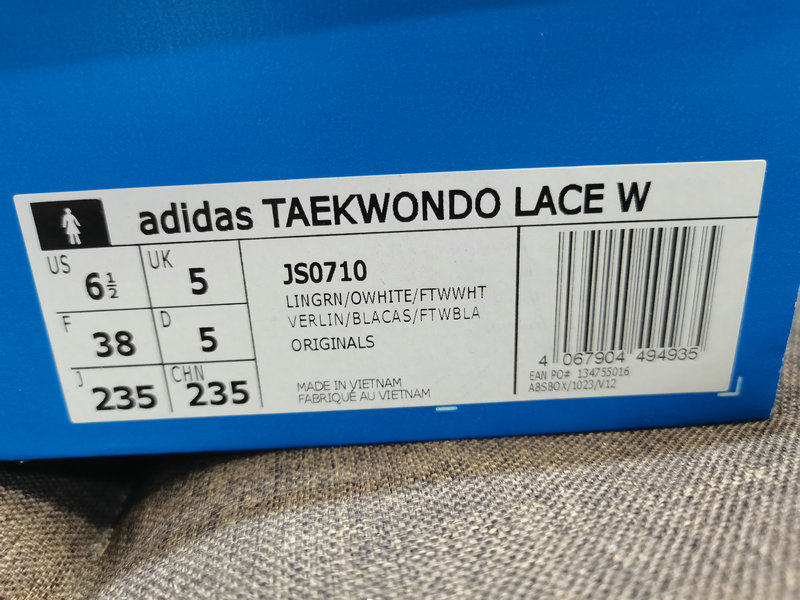 adidas TAEKWONDO LACE W
US 6½ UK 5
F 38 D 5
J 235 CHN 235
JS0710
LINGRN/OWHITE/FTWWHT
VERLIN/BLACAS/FTWBLA
ORIGINALS
MADE IN VIETNAM
FABRIQUÉ AU VIETNAM
4 067904 494935
EAN PO# 134755016
ABSBOX/1023/V12